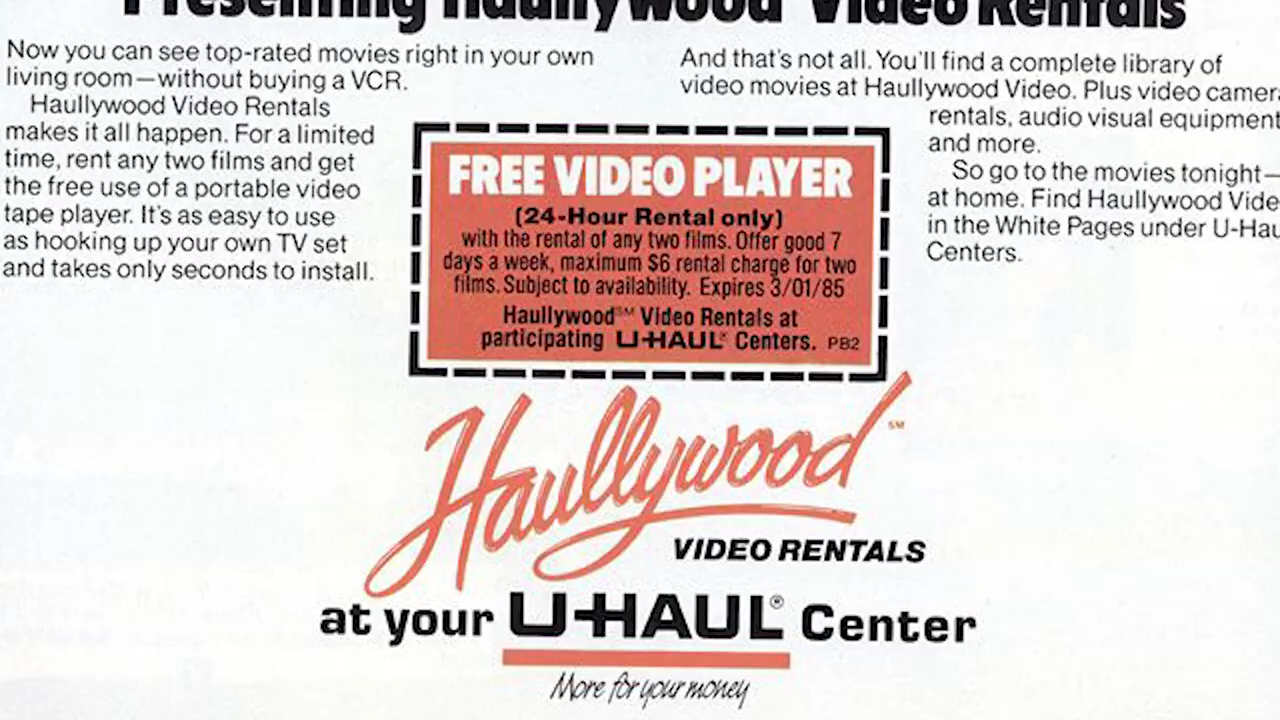 Presenting Haullywood Video Rentals
Now you can see top-rated movies right in your own
living room—without buying a VCR.
Haullywood Video Rentals
makes it all happen. For a limited
time, rent any two films and get
the free use of a portable video
tape player. It's as easy to use
as hooking up your own TV set
and takes only seconds to install.
FREE VIDEO PLAYER
(24-Hour Rental only)
with the rental of any two films. Offer good 7
days a week, maximum $6 rental charge for two
films. Subject to availability. Expires 3/01/85
Haullywood℠ Video Rentals at
participating U-HAUL® Centers. PB2
And that's not all. You'll find a complete library of
video movies at Haullywood Video. Plus video camer
rentals, audio visual equipment
and more.
So go to the movies tonight—
at home. Find Haullywood Vide
in the White Pages under U-Hau
Centers.
Haullywood℠
VIDEO RENTALS
at your U-HAUL® Center
More for your money